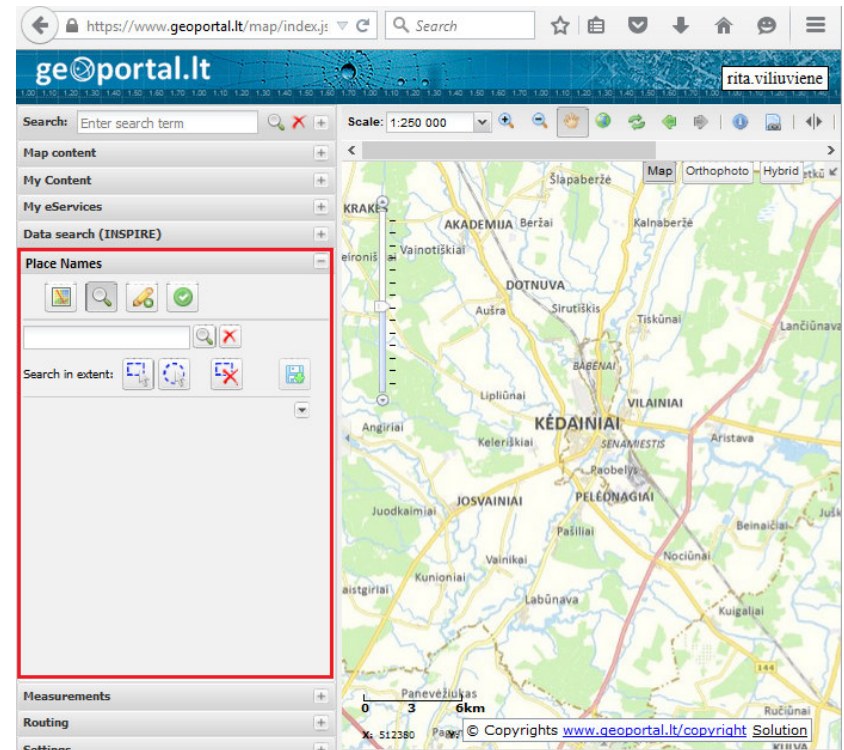 https://www.geoportal.lt/map/index.js
Search
geoportal.lt
rita.viliuviene
Search: Enter search term
Scale: 1:250 000
Map content
My Content
My eServices
Data search (INSPIRE)
Place Names
Search in extent:
Measurements
Routing
Settings
Map Orthophoto Hybrid
Šlapaberžė
KRAKĖS
AKADEMIJA Beržai Kalnaberžė
Vainotiškiai
DOTNUVA
Aušra Sirutiškis
Tiskūnai
Lančiūnava
BABĖNAI
Lipliūnai
VILAINIAI
KĖDAINIAI
Angiriai
SENAMIESTIS Aristava
Keleriškiai
Paobelys
JOSVAINIAI PELĖDNAGIAI
Juodkaimiai
Beinaičiai
Pašiliai
Vainikai Nociūnai
Kunioniai
aistgiriai
Labūnava
Kuigaliai
144
Panevėžiukas
0 3 6km
Ručiūnai
X: 512380
© Copyrights www.geoportal.lt/copyright Solution
KULVA